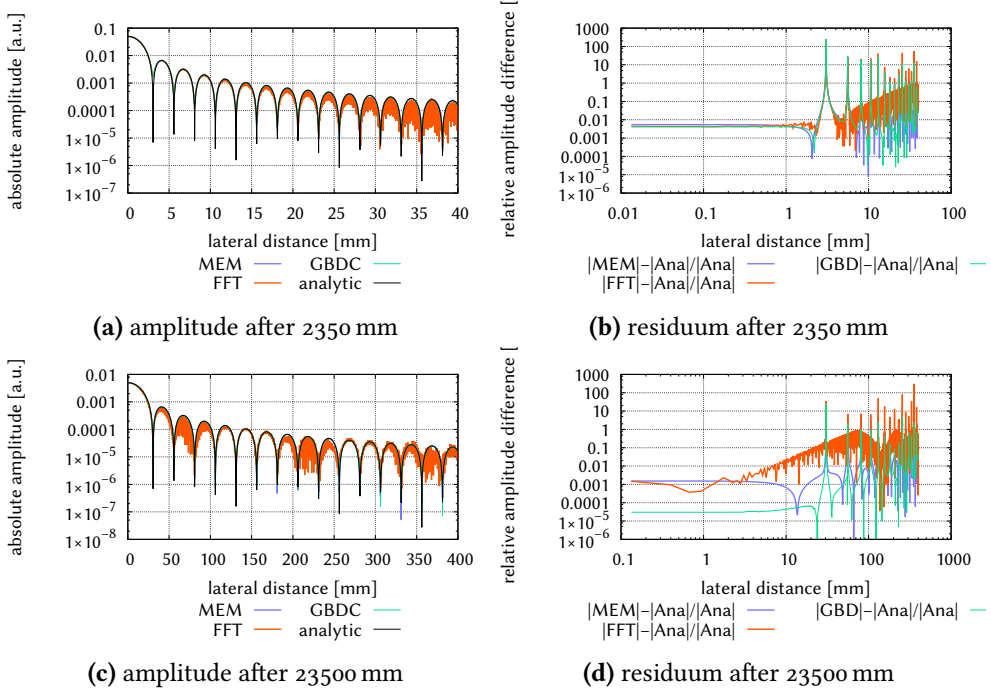 absolute amplitude [a.u.]
0.1
0.01
0.001
0.0001
1×10⁻⁵
1×10⁻⁶
1×10⁻⁷
0 5 10 15 20 25 30 35 40
lateral distance [mm]
MEM GBDC
FFT analytic
(a) amplitude after 2350 mm
relative amplitude difference [
1000
100
10
1
0.1
0.01
0.001
0.0001
1×10⁻⁵
1×10⁻⁶
0.01 0.1 1 10 100
lateral distance [mm]
|MEM|−|Ana|/|Ana| |GBD|−|Ana|/|Ana|
|FFT|−|Ana|/|Ana|
(b) residuum after 2350 mm
absolute amplitude [a.u.]
0.01
0.001
0.0001
1×10⁻⁵
1×10⁻⁶
1×10⁻⁷
1×10⁻⁸
0 50 100 150 200 250 300 350 400
lateral distance [mm]
MEM GBDC
FFT analytic
(c) amplitude after 23500 mm
relative amplitude difference [
1000
100
10
1
0.1
0.01
0.001
0.0001
1×10⁻⁵
1×10⁻⁶
0.1 1 10 100 1000
lateral distance [mm]
|MEM|−|Ana|/|Ana| |GBD|−|Ana|/|Ana|
|FFT|−|Ana|/|Ana|
(d) residuum after 23500 mm